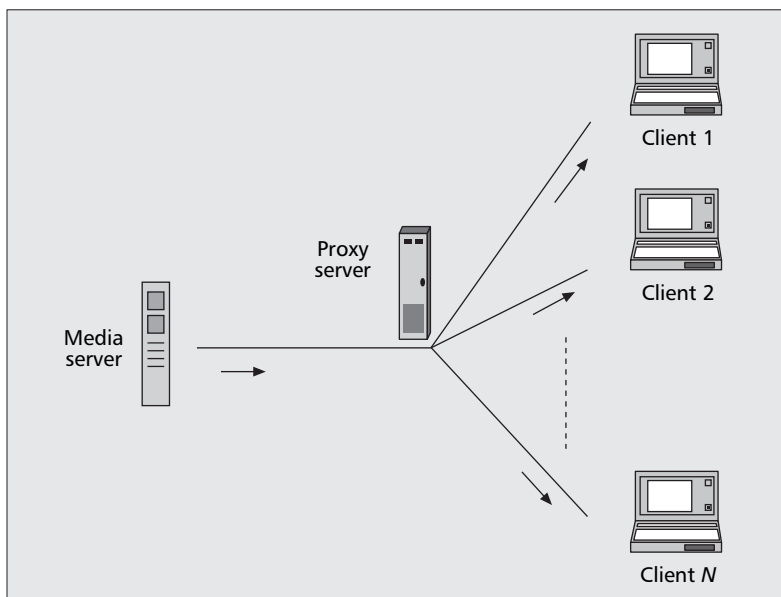 Client 1
Proxy
server
Client 2
Media
server
Client N